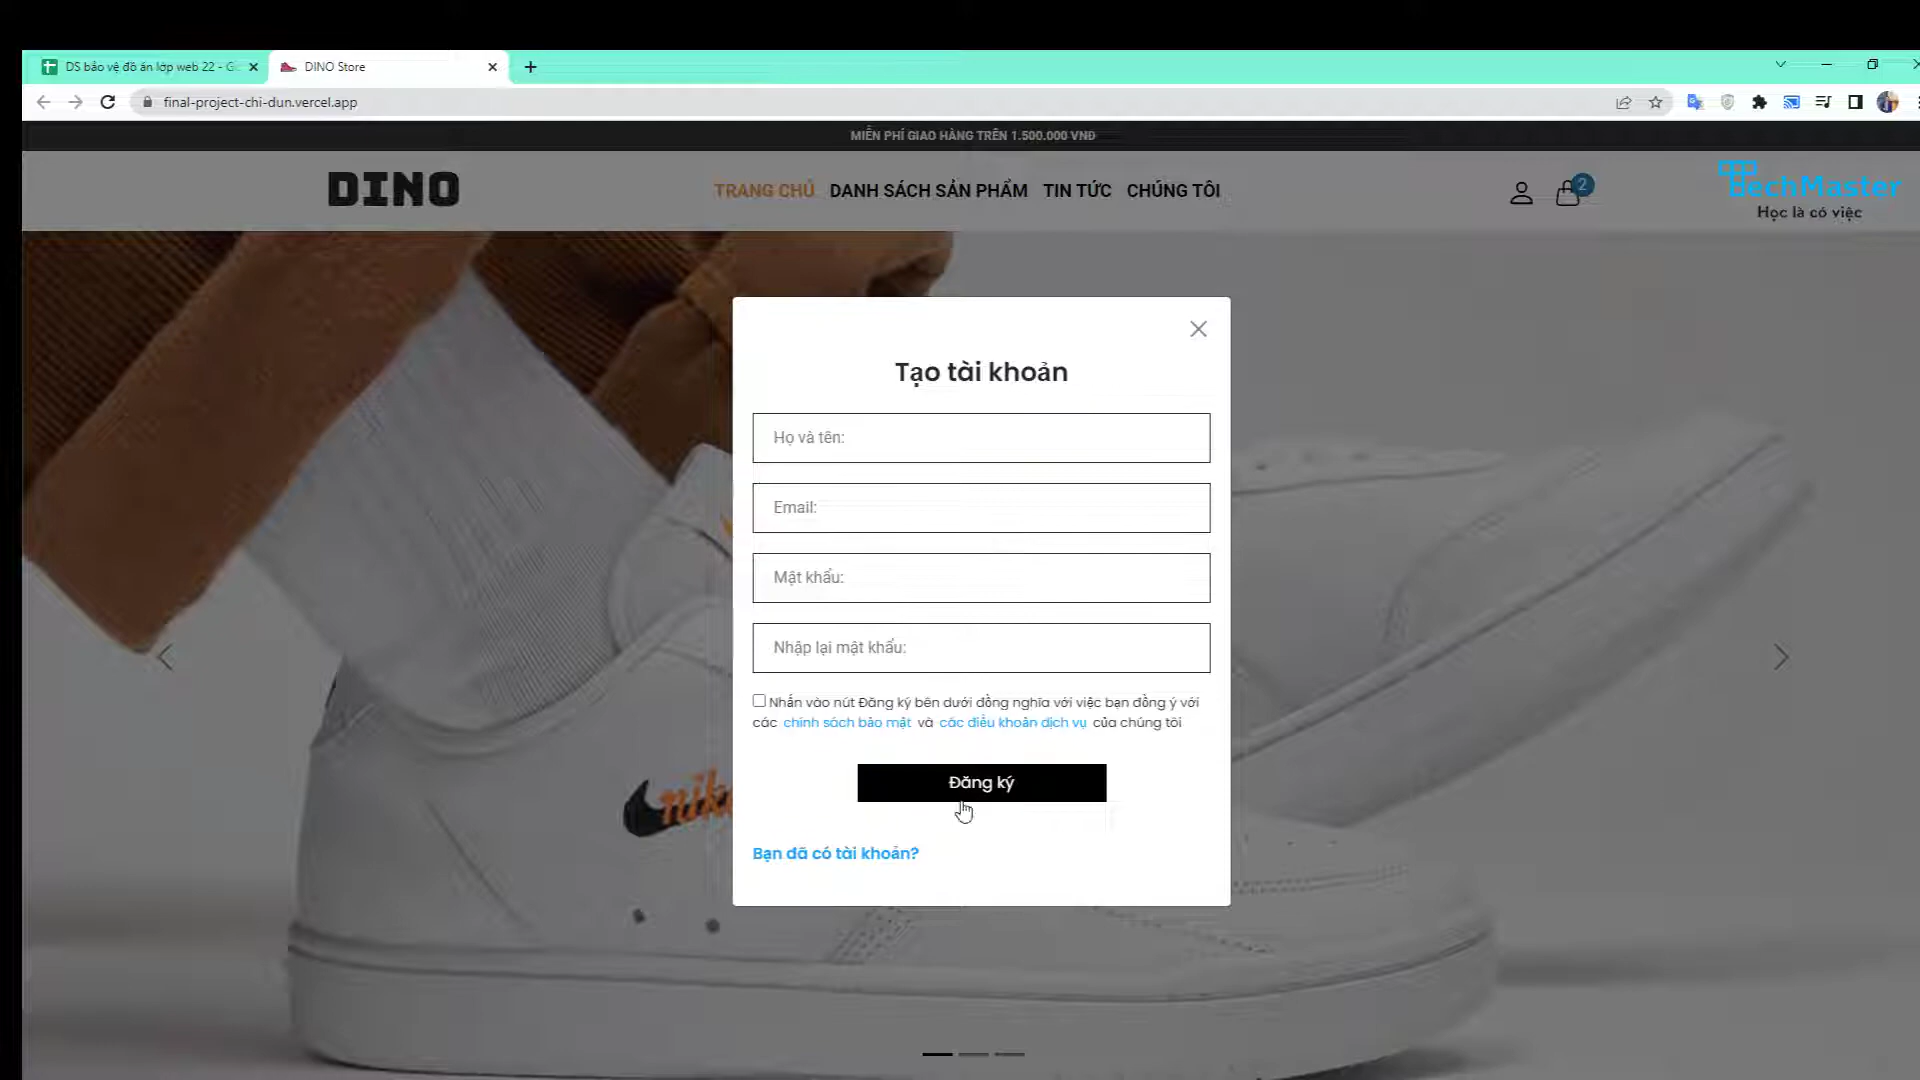 DS bảo vệ đồ án lớp web 22 - G
DINO Store
final-project-chi-dun.vercel.app
MIỄN PHÍ GIAO HÀNG TRÊN 1.500.000 VNĐ
DINO
TRANG CHỦ DANH SÁCH SẢN PHẨM TIN TỨC CHÚNG TÔI
2
TechMaster
Học là có việc
Tạo tài khoản
Họ và tên:
Email:
Mật khẩu:
Nhập lại mật khẩu:
Nhấn vào nút Đăng ký bên dưới đồng nghĩa với việc bạn đồng ý với
các chính sách bảo mật và các điều khoản dịch vụ của chúng tôi
Đăng ký
Bạn đã có tài khoản?